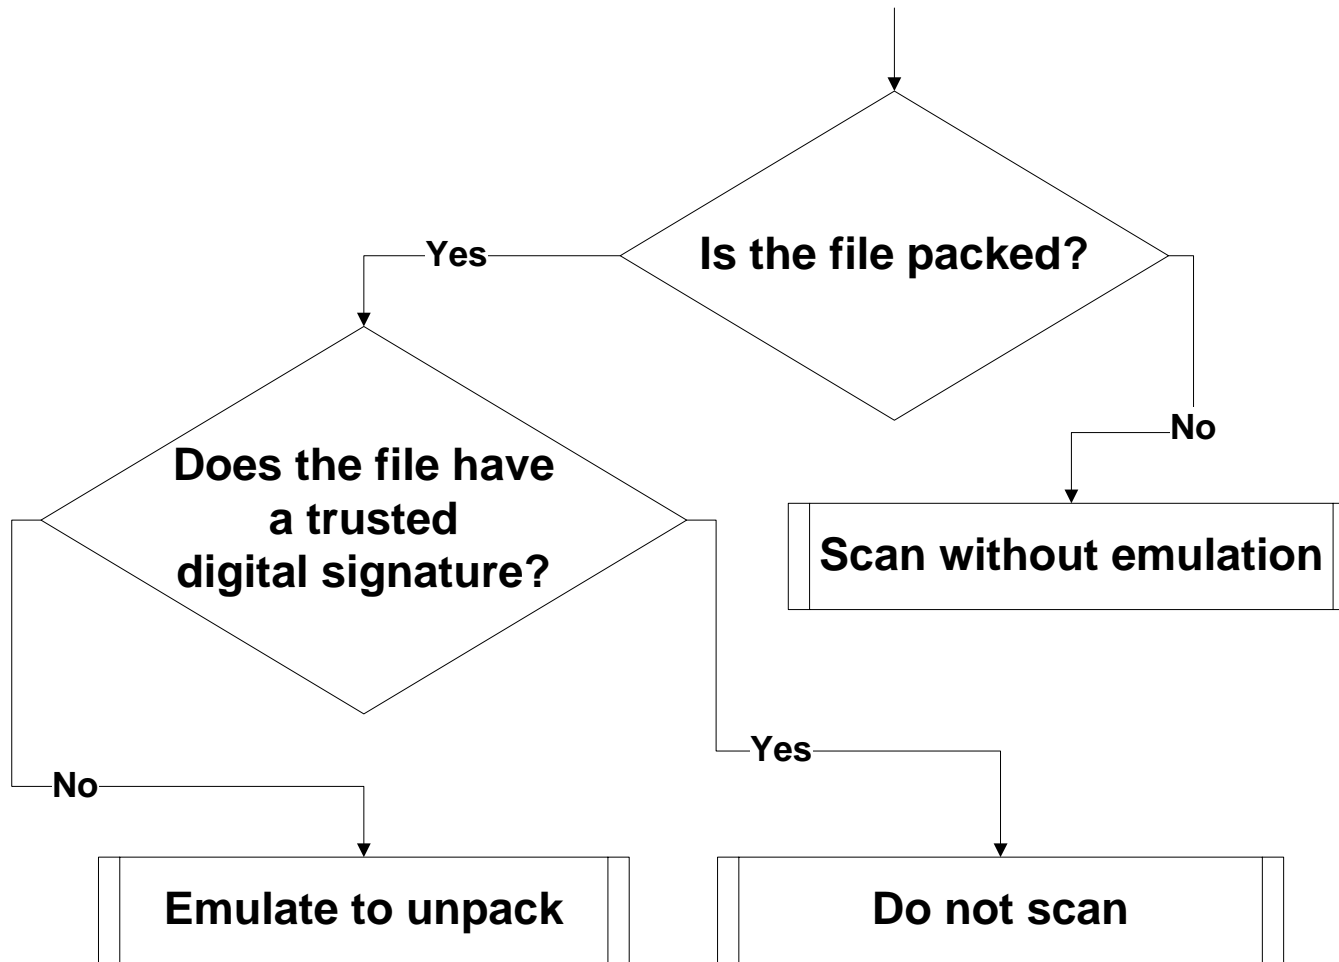 Is the file packed?
Yes
No
Does the file have
a trusted
digital signature?
Scan without emulation
Yes
No
Emulate to unpack
Do not scan